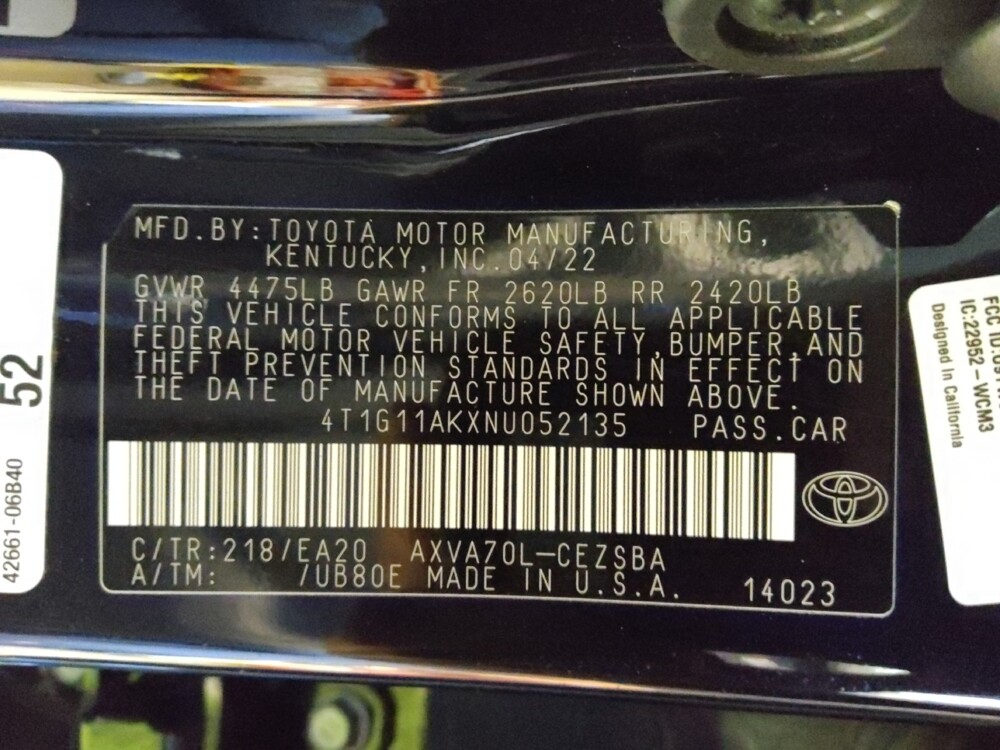 MFD.BY:TOYOTA MOTOR MANUFACTURING,
KENTUCKY,INC.04/22
GVWR 4475LB GAWR FR 2620LB RR 2420LB
THIS VEHICLE CONFORMS TO ALL APPLICABLE
FEDERAL MOTOR VEHICLE SAFETY,BUMPER,AND
THEFT PREVENTION STANDARDS IN EFFECT ON
THE DATE OF MANUFACTURE SHOWN ABOVE.
4T1G11AKXNU052135 PASS.CAR
C/TR:218/EA20 AXVA70L-CEZSBA
A/TM: /UB80E MADE IN U.S.A. 14023
52
42661-06B40
FCC ID:
IC:22952-WCM3
Designed In California